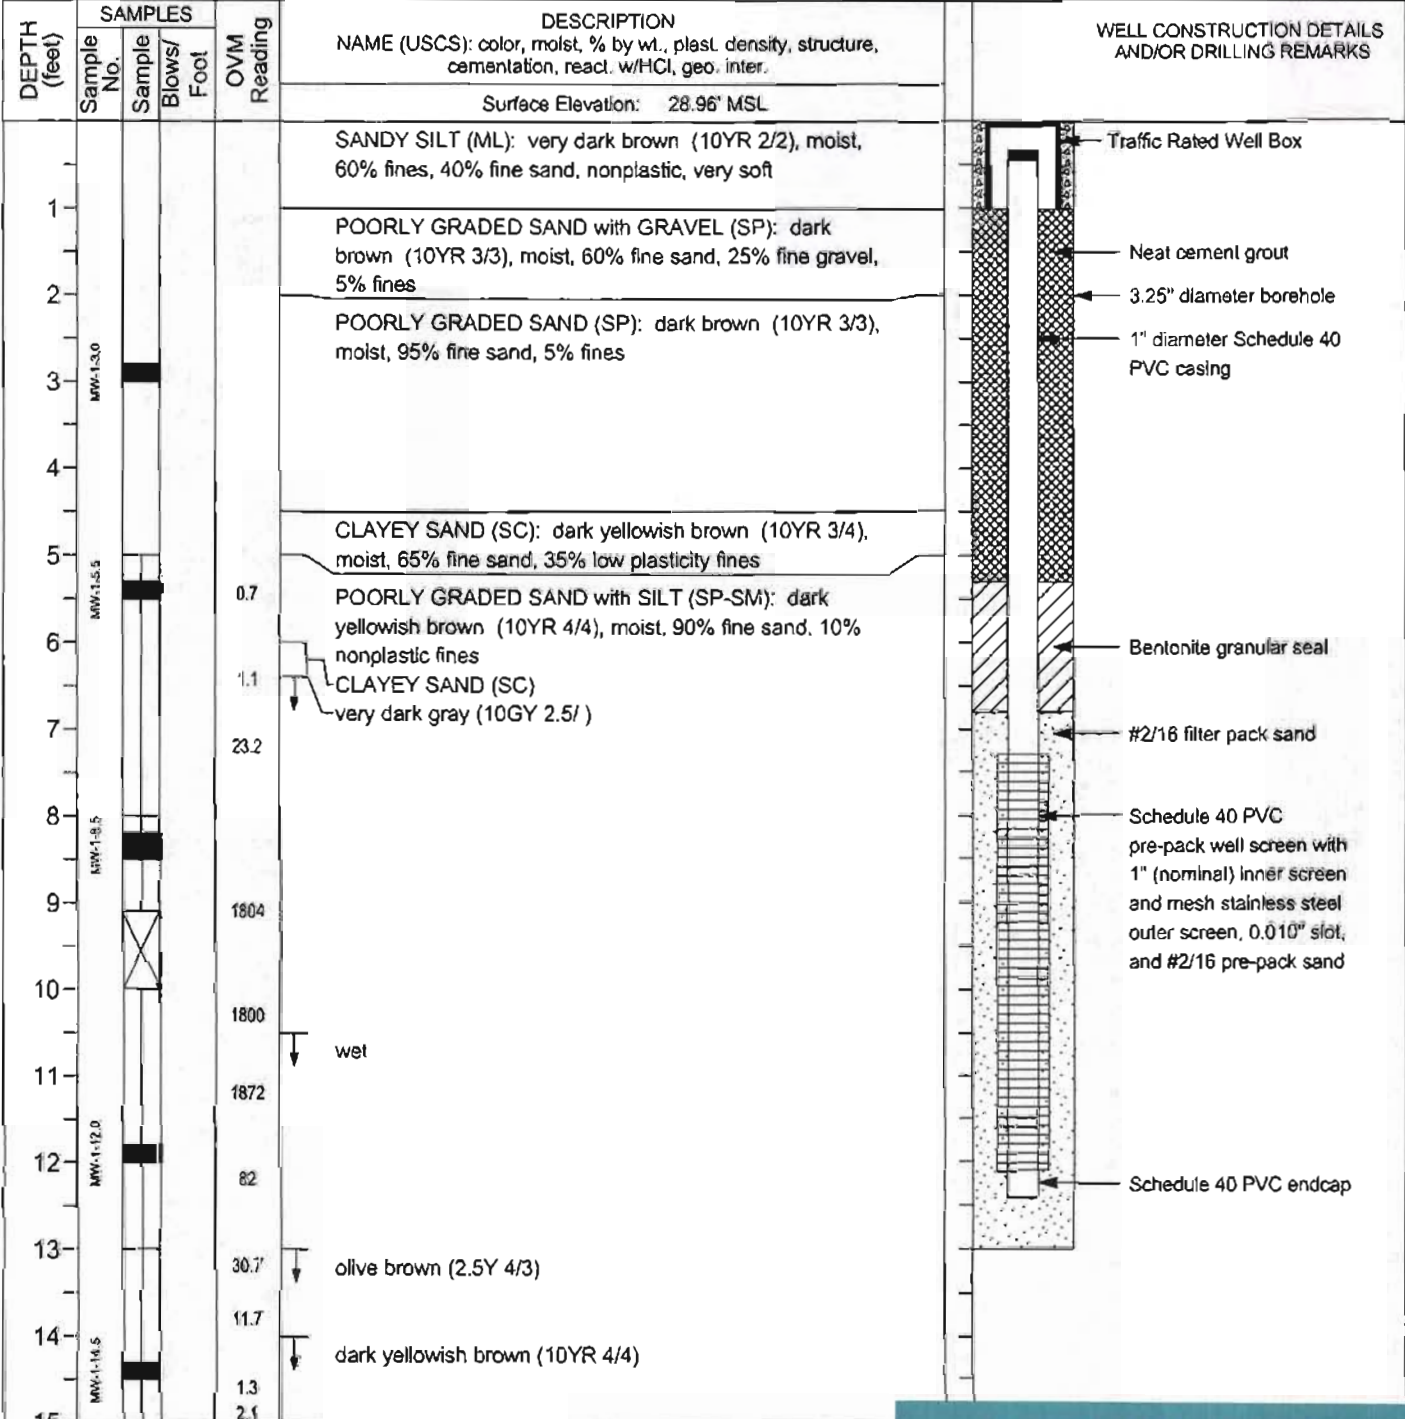 DEPTH
(feet)
SAMPLES
Sample
No.
Sample
Blows/
Foot
OVM
Reading
DESCRIPTION
NAME (USCS): color, moist, % by wt., plast. density, structure,
cementation, react. w/HCl, geo. inter.
Surface Elevation: 28.96' MSL
WELL CONSTRUCTION DETAILS
AND/OR DRILLING REMARKS
1
2
3
4
5
6
7
8
9
10
11
12
13
14
15
MW-1-3.0
MW-1-5.5
MW-1-8.5
MW-1-12.0
MW-1-14.5
0.7
1.1
23.2
1804
1800
1872
82
30.7
11.7
1.3
2.1
SANDY SILT (ML): very dark brown (10YR 2/2), moist,
60% fines, 40% fine sand, nonplastic, very soft
POORLY GRADED SAND with GRAVEL (SP): dark
brown (10YR 3/3), moist, 60% fine sand, 25% fine gravel,
5% fines
POORLY GRADED SAND (SP): dark brown (10YR 3/3),
moist, 95% fine sand, 5% fines
CLAYEY SAND (SC): dark yellowish brown (10YR 3/4),
moist, 65% fine sand, 35% low plasticity fines
POORLY GRADED SAND with SILT (SP-SM): dark
yellowish brown (10YR 4/4), moist, 90% fine sand, 10%
nonplastic fines
CLAYEY SAND (SC)
very dark gray (10GY 2.5/ )
wet
olive brown (2.5Y 4/3)
dark yellowish brown (10YR 4/4)
Traffic Rated Well Box
Neat cement grout
3.25" diameter borehole
1" diameter Schedule 40
PVC casing
Bentonite granular seal
#2/16 filter pack sand
Schedule 40 PVC
pre-pack well screen with
1" (nominal) inner screen
and mesh stainless steel
outer screen, 0.010" slot,
and #2/16 pre-pack sand
Schedule 40 PVC endcap